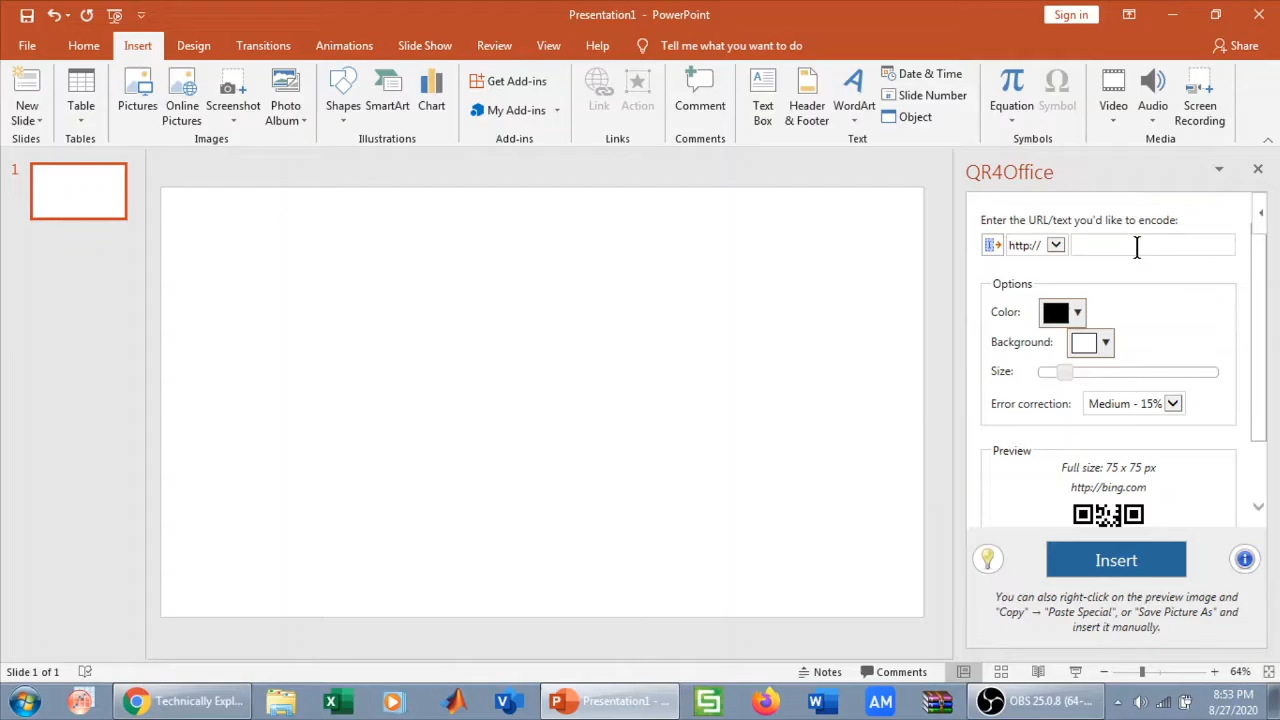 Presentation1 - PowerPoint
Sign in
File Home Insert Design Transitions Animations Slide Show Review View Help Tell me what you want to do Share
New Slide
Table
Pictures
Online Pictures
Screenshot
Photo Album
Shapes
SmartArt
Chart
Get Add-ins
My Add-ins
Link
Action
Comment
Text Box
Header & Footer
WordArt
Date & Time
Slide Number
Object
Equation
Symbol
Video
Audio
Screen Recording
Slides Tables Images Illustrations Add-ins Links Comments Text Symbols Media
1
QR4Office
Enter the URL/text you'd like to encode:
http://
Options
Color:
Background:
Size:
Error correction: Medium - 15%
Preview
Full size: 75 x 75 px
http://bing.com
Insert
You can also right-click on the preview image and
"Copy" → "Paste Special", or "Save Picture As" and
insert it manually.
Slide 1 of 1 Notes Comments 64%
Technically Expl...
Presentation1 - ...
OBS 25.0.8 (64-...
AM
8:53 PM
8/27/2020